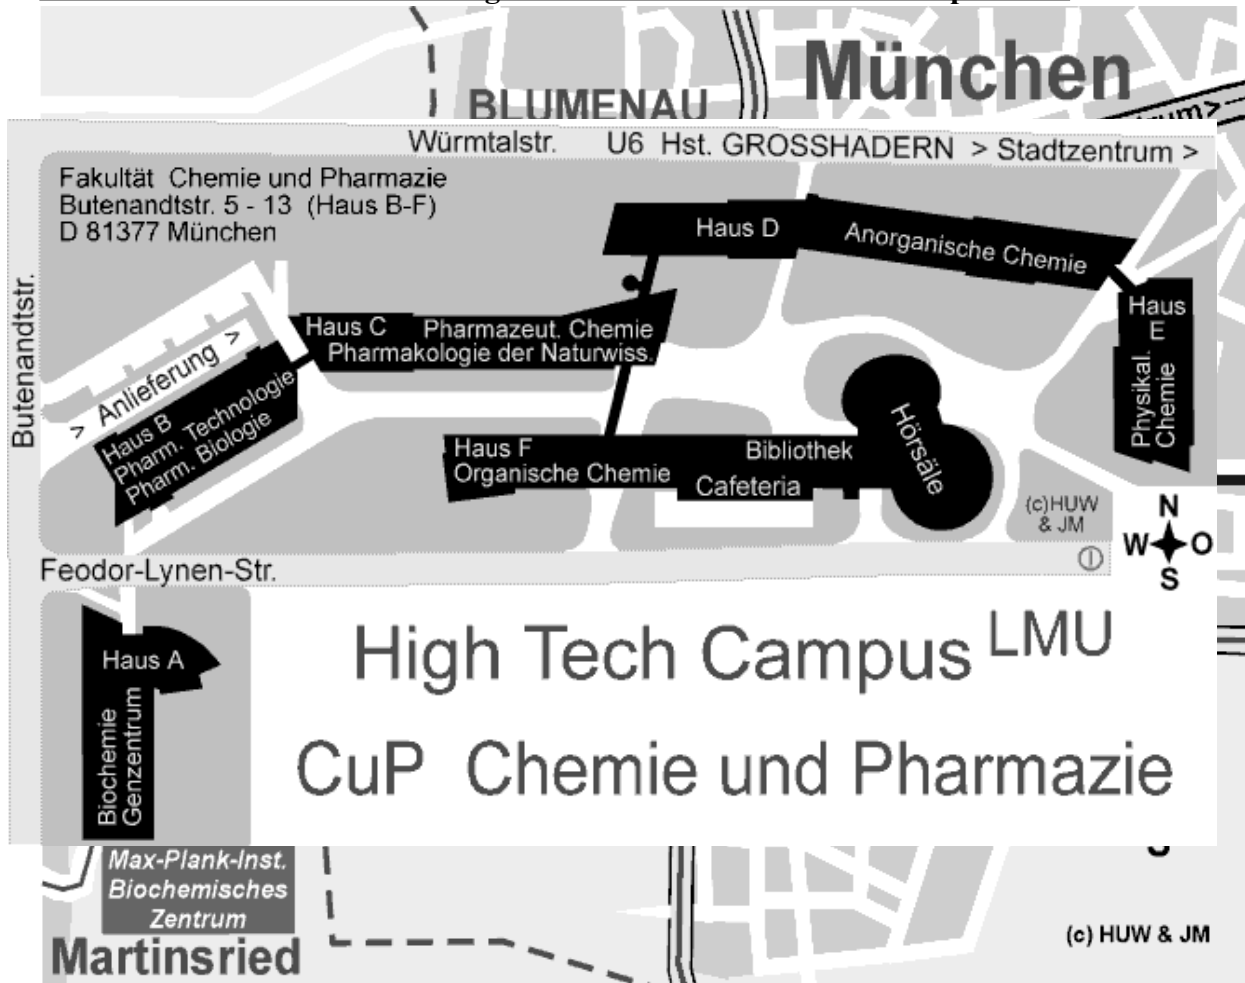 München
BLUMENAU
Würmtalstr. U6 Hst. GROSSHADERN > Stadtzentrum >
Fakultät Chemie und Pharmazie
Butenandtstr. 5 - 13 (Haus B-F)
D 81377 München
Butenandtstr.
Haus D
Anorganische Chemie
Haus
E
Physikal.
Chemie
Haus C Pharmazeut. Chemie
Pharmakologie der Naturwiss.
> Anlieferung >
Haus B
Pharm. Technologie
Pharm. Biologie
Haus F
Organische Chemie
Bibliothek
Cafeteria
Hörsäle
(c)HUW
& JM
N
W O
S
Feodor-Lynen-Str.
Haus A
Biochemie
Genzentrum
High Tech Campus LMU
CuP Chemie und Pharmazie
Max-Plank-Inst.
Biochemisches
Zentrum
Martinsried
(c) HUW & JM